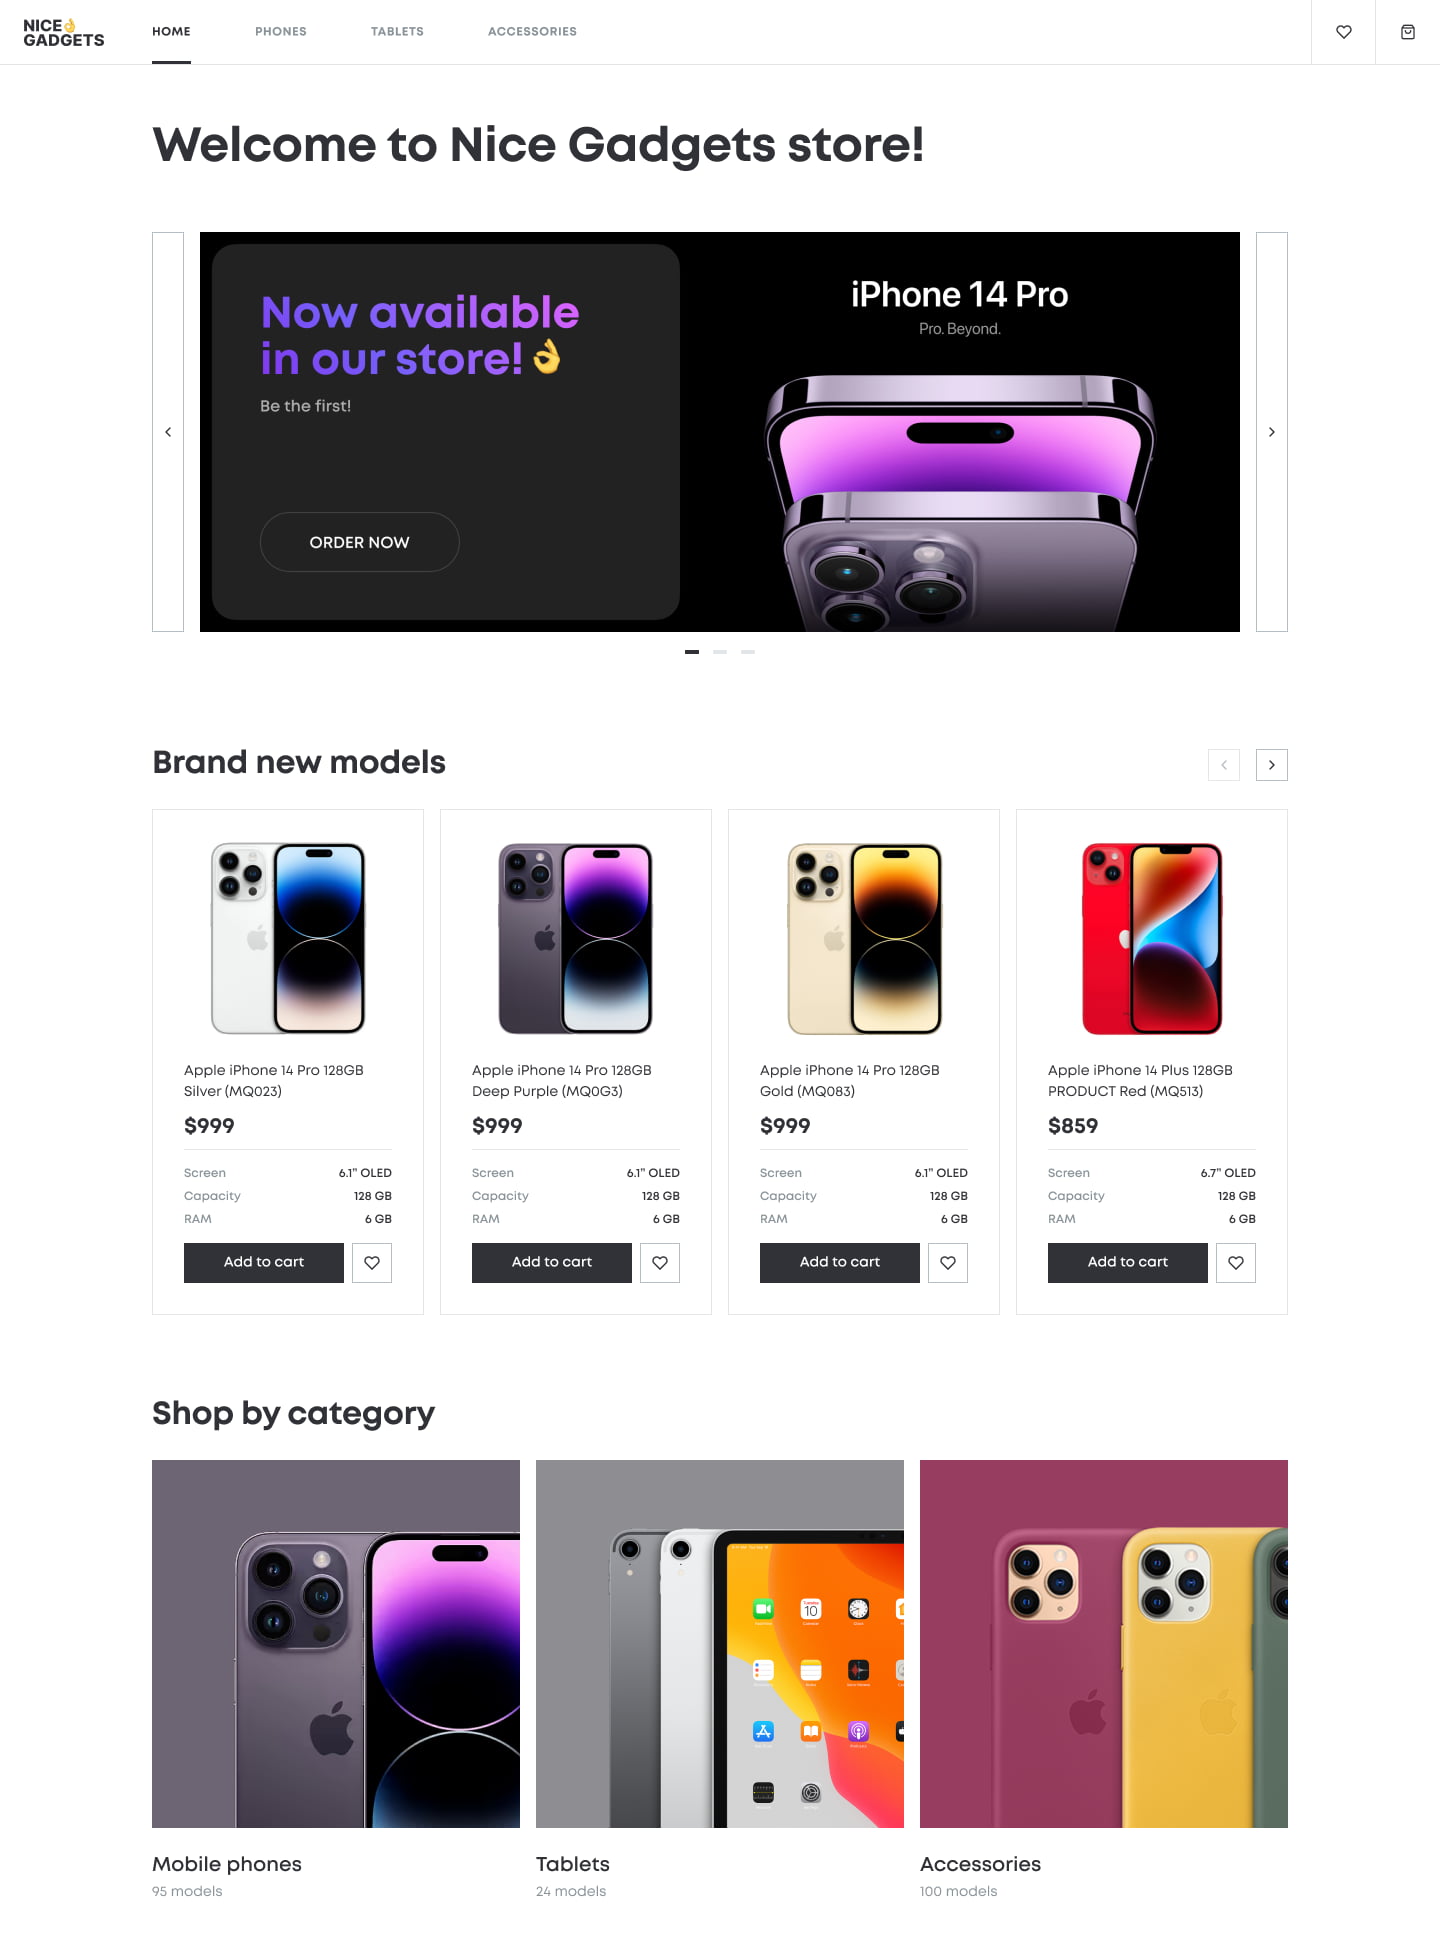 NICE👌
GADGETS
HOME
PHONES
TABLETS
ACCESSORIES
Welcome to Nice Gadgets store!
Now available
in our store!👌
Be the first!
ORDER NOW
iPhone 14 Pro
Pro. Beyond.
Brand new models
Apple iPhone 14 Pro 128GB
Silver (MQ023)
$999
Screen 6.1" OLED
Capacity 128 GB
RAM 6 GB
Add to cart
Apple iPhone 14 Pro 128GB
Deep Purple (MQ0G3)
$999
Screen 6.1" OLED
Capacity 128 GB
RAM 6 GB
Add to cart
Apple iPhone 14 Pro 128GB
Gold (MQ083)
$999
Screen 6.1" OLED
Capacity 128 GB
RAM 6 GB
Add to cart
Apple iPhone 14 Plus 128GB
PRODUCT Red (MQ513)
$859
Screen 6.7" OLED
Capacity 128 GB
RAM 6 GB
Add to cart
Shop by category
10
Mobile phones
95 models
Tablets
24 models
Accessories
100 models